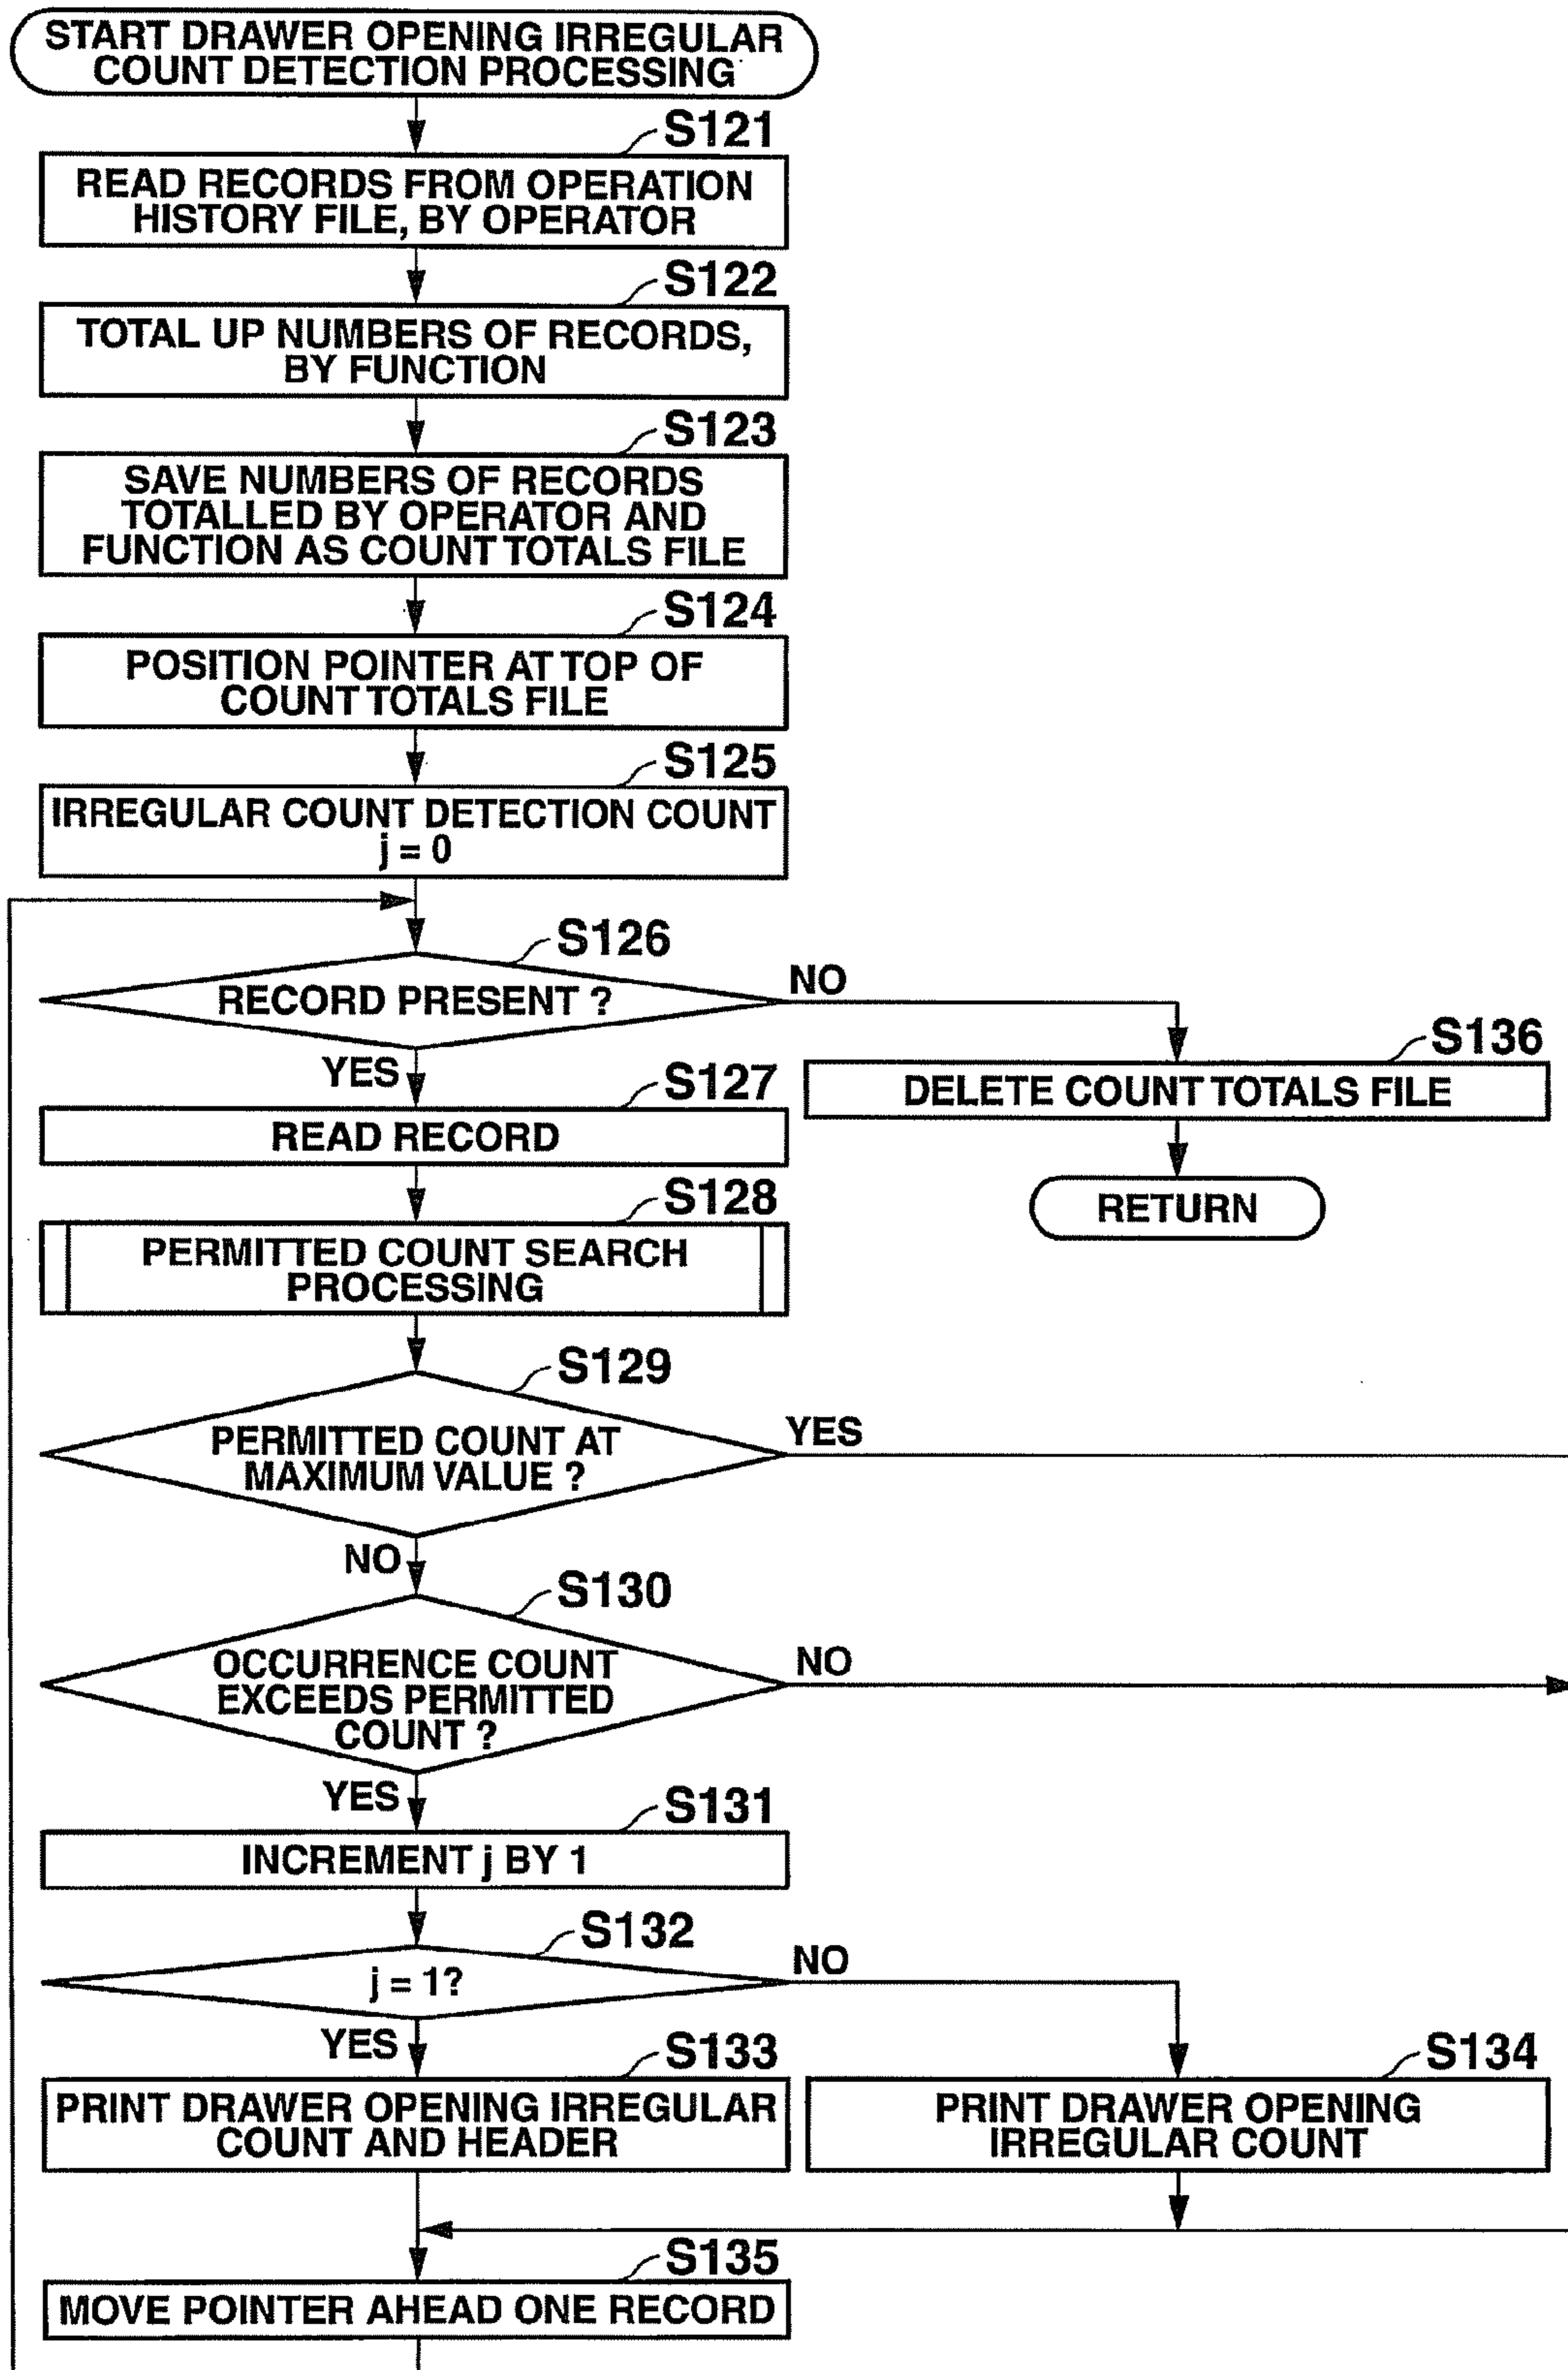 START DRAWER OPENING IRREGULAR
COUNT DETECTION PROCESSING
S121
READ RECORDS FROM OPERATION
HISTORY FILE, BY OPERATOR
S122
TOTAL UP NUMBERS OF RECORDS,
BY FUNCTION
S123
SAVE NUMBERS OF RECORDS
TOTALLED BY OPERATOR AND
FUNCTION AS COUNT TOTALS FILE
S124
POSITION POINTER AT TOP OF
COUNT TOTALS FILE
S125
IRREGULAR COUNT DETECTION COUNT
j = 0
S126
RECORD PRESENT ?
NO
YES
S136
DELETE COUNT TOTALS FILE
RETURN
S127
READ RECORD
S128
PERMITTED COUNT SEARCH
PROCESSING
S129
PERMITTED COUNT AT
MAXIMUM VALUE ?
YES
NO
S130
OCCURRENCE COUNT
EXCEEDS PERMITTED
COUNT ?
NO
YES
S131
INCREMENT j BY 1
S132
j = 1?
NO
YES
S133
PRINT DRAWER OPENING IRREGULAR
COUNT AND HEADER
S134
PRINT DRAWER OPENING
IRREGULAR COUNT
S135
MOVE POINTER AHEAD ONE RECORD